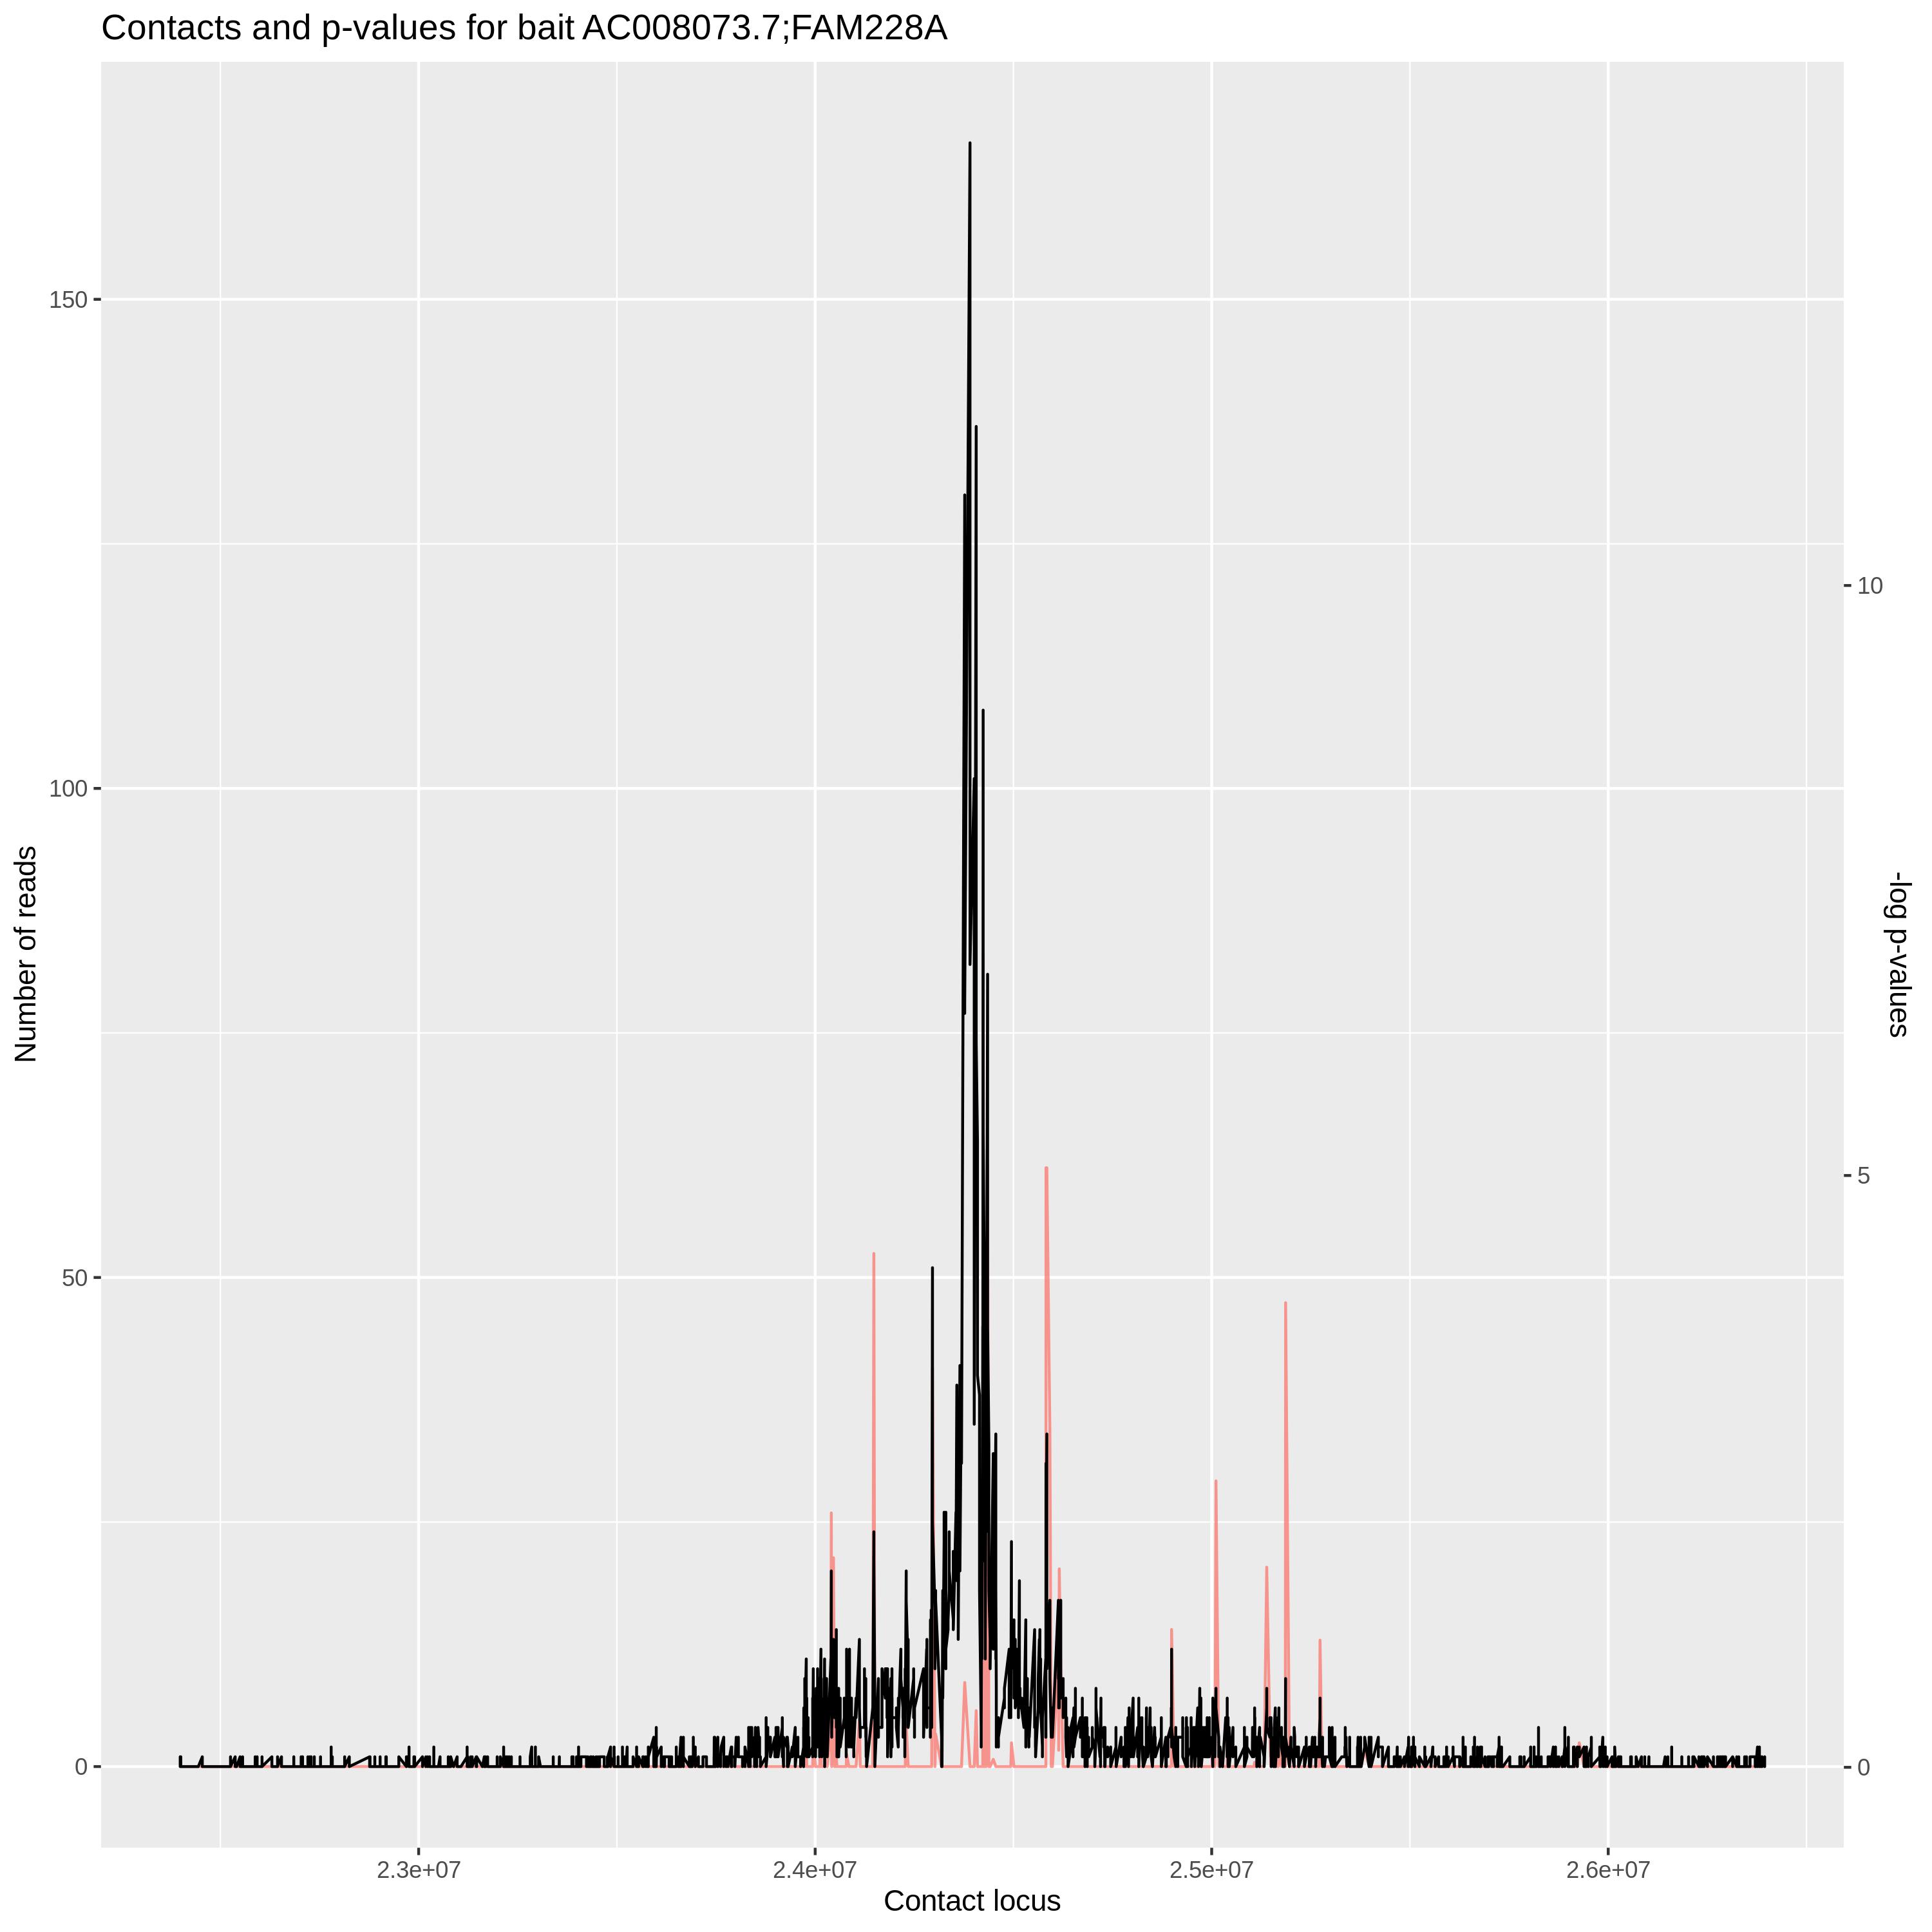 Contacts and p-values for bait AC008073.7;FAM228A
150
100
50
0
Number of reads
10
5
0
-log p-values
2.3e+07
2.4e+07
2.5e+07
2.6e+07
Contact locus